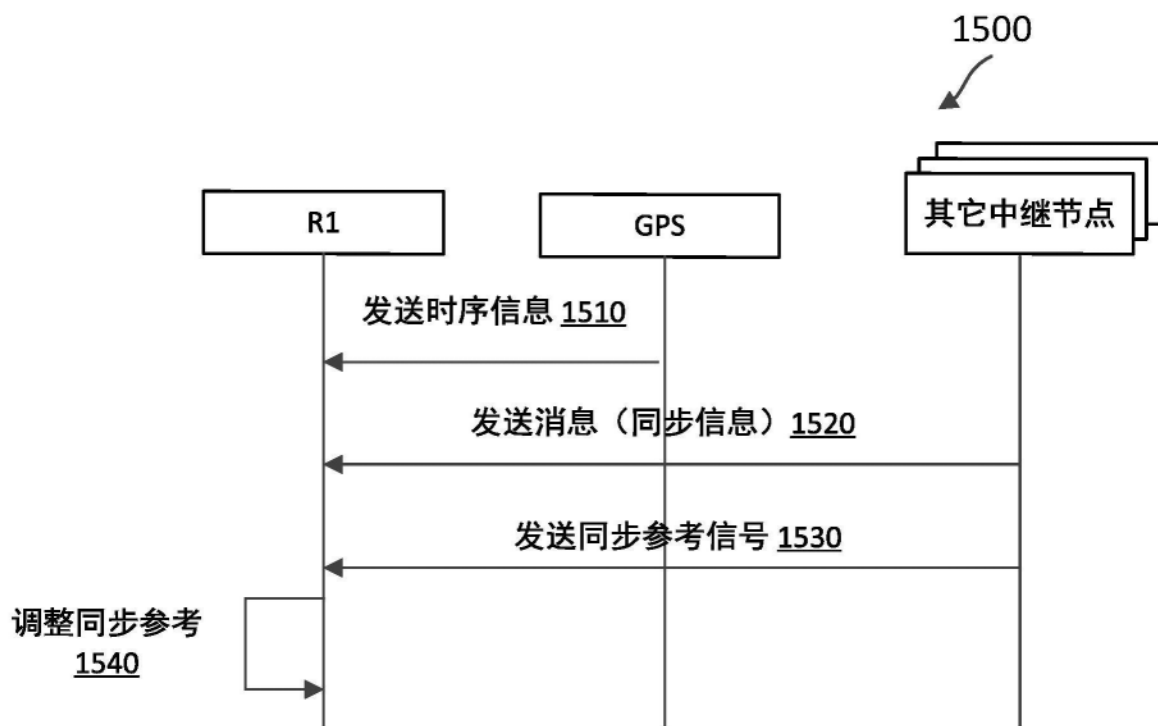 1500
R1
GPS
其它中继节点
发送时序信息 1510
发送消息（同步信息）1520
发送同步参考信号 1530
调整同步参考
1540